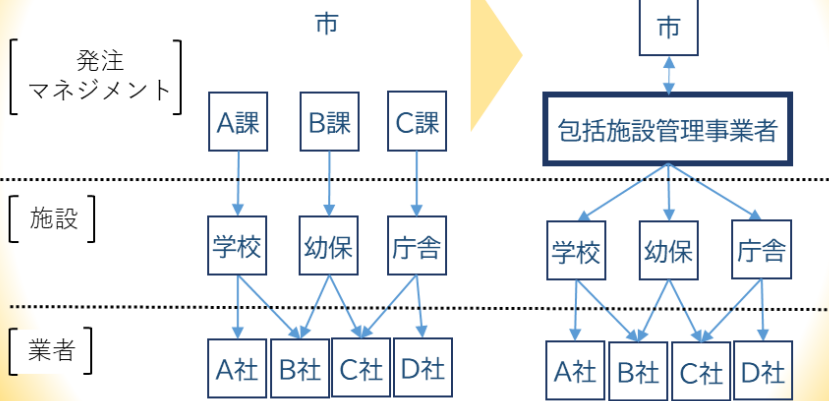 市
市
発注
マネジメント
A課 B課 C課
包括施設管理事業者
施設
学校 幼保 庁舎
学校 幼保 庁舎
業者
A社 B社 C社 D社
A社 B社 C社 D社